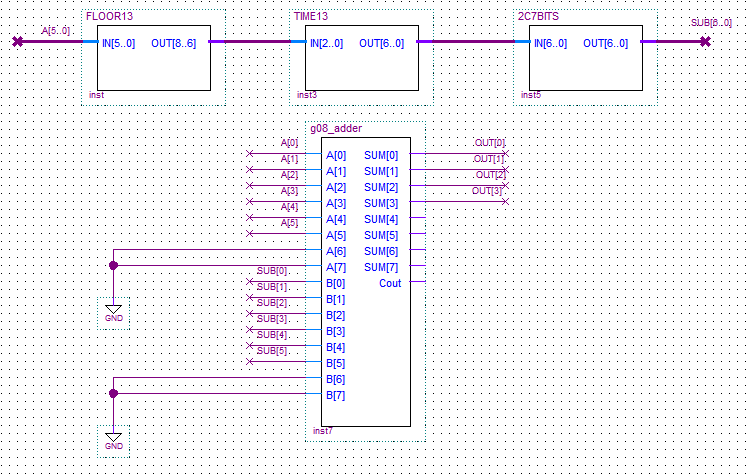 FLOOR13 TIME13 2C7BITS
A[5..0] IN[5..0] OUT[8..6] IN[2..0] OUT[6..0] IN[6..0] OUT[6..0] SUB[6..0]
inst inst3 inst5
g08_adder
A[0] A[0] SUM[0] OUT[0]
A[1] A[1] SUM[1] OUT[1]
A[2] A[2] SUM[2] OUT[2]
A[3] A[3] SUM[3] OUT[3]
A[4] A[4] SUM[4]
A[5] A[5] SUM[5]
A[6] SUM[6]
A[7] SUM[7]
SUB[0] B[0] Cout
SUB[1] B[1]
SUB[2] B[2]
GND
SUB[3] B[3]
SUB[4] B[4]
SUB[5] B[5]
B[6]
B[7]
inst7
GND